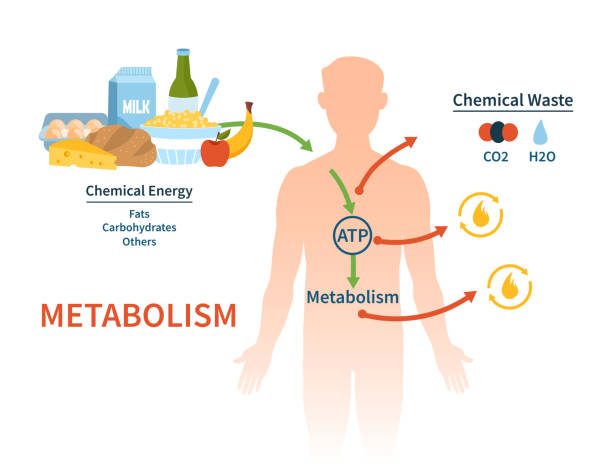 MILK
Chemical Energy
Fats
Carbohydrates
Others
METABOLISM
ATP
Metabolism
Chemical Waste
CO2 H2O